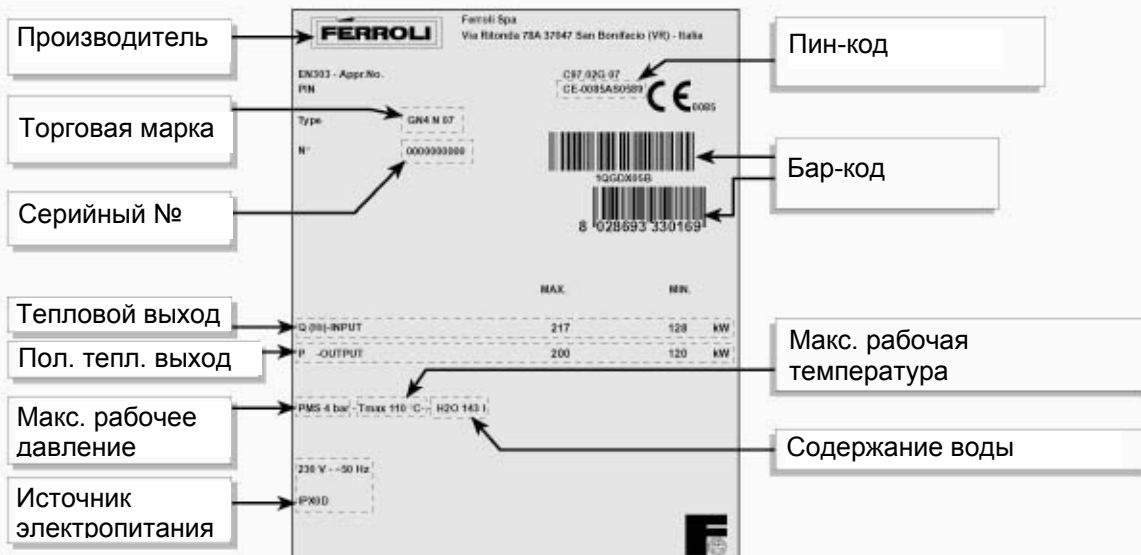 Производитель
FERROLI
Ferroli Spa
Via Ritonda 78A 37047 San Bonifacio (VR) - Italia
Пин-код
EN303 - Appr.No.
PIN
C97 02G 07
CE-0085AS0589
CE 0085
Торговая марка
Type
GN4 N 07
N°
0000000000
1QGDX05B
Бар-код
Серийный №
8 028693 330169
MAX.
MIN.
Тепловой выход
Q (Hi)-INPUT 217 128 kW
Пол. тепл. выход
P -OUTPUT 200 120 kW
Макс. рабочая
температура
Макс. рабочее
давление
PMS 4 bar - Tmax 110 °C - H2O 143 l
Содержание воды
230 V - ~50 Hz
IPX0D
Источник
электропитания